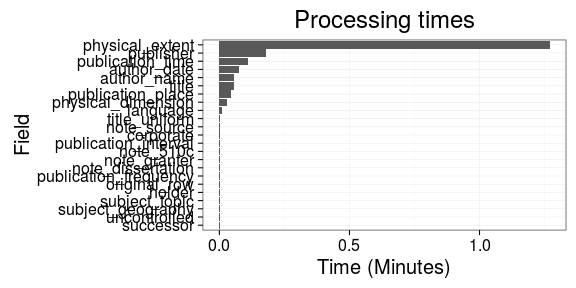 Processing times
physical_extent
publisher
publication_time
author_date
author_name
title
publication_place
physical_dimension
language
title_uniform
note_source
corporate
publication_interval
note_510c
note_granter
note_dissertation
publication_frequency
original_row
holder
subject_topic
subject_geography
uncontrolled
successor
Field
0.0 0.5 1.0
Time (Minutes)